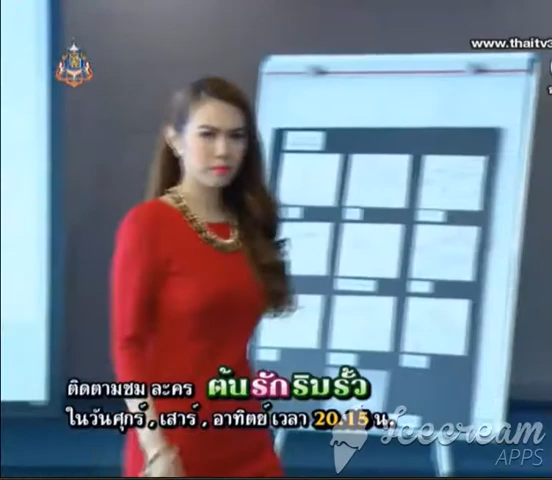 www.thaitv3
ติดตามชม ละคร ต้นรักริมรั้ว
ในวันศุกร์ , เสาร์ , อาทิตย์ เวลา 20.15 น.
Icecream
APPS